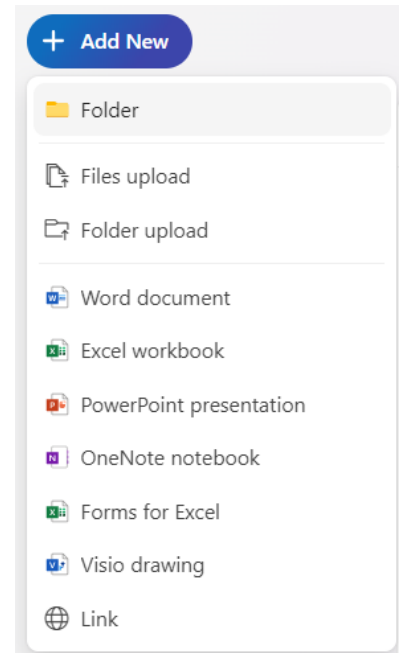 + Add New
Folder
Files upload
Folder upload
Word document
Excel workbook
PowerPoint presentation
OneNote notebook
Forms for Excel
Visio drawing
Link